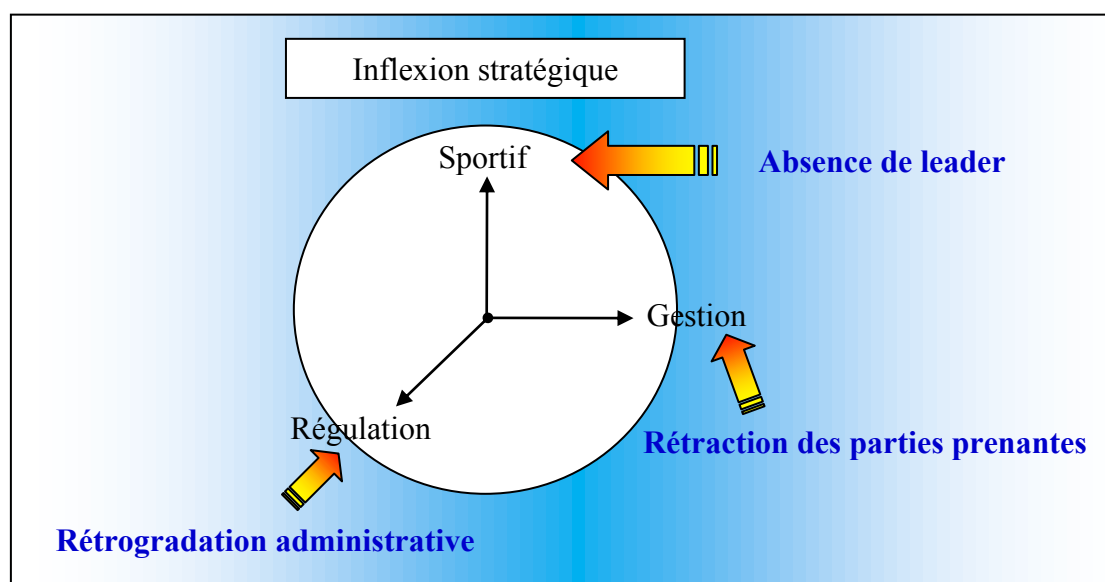 Inflexion stratégique
Sportif
Absence de leader
Gestion
Régulation
Rétraction des parties prenantes
Rétrogradation administrative